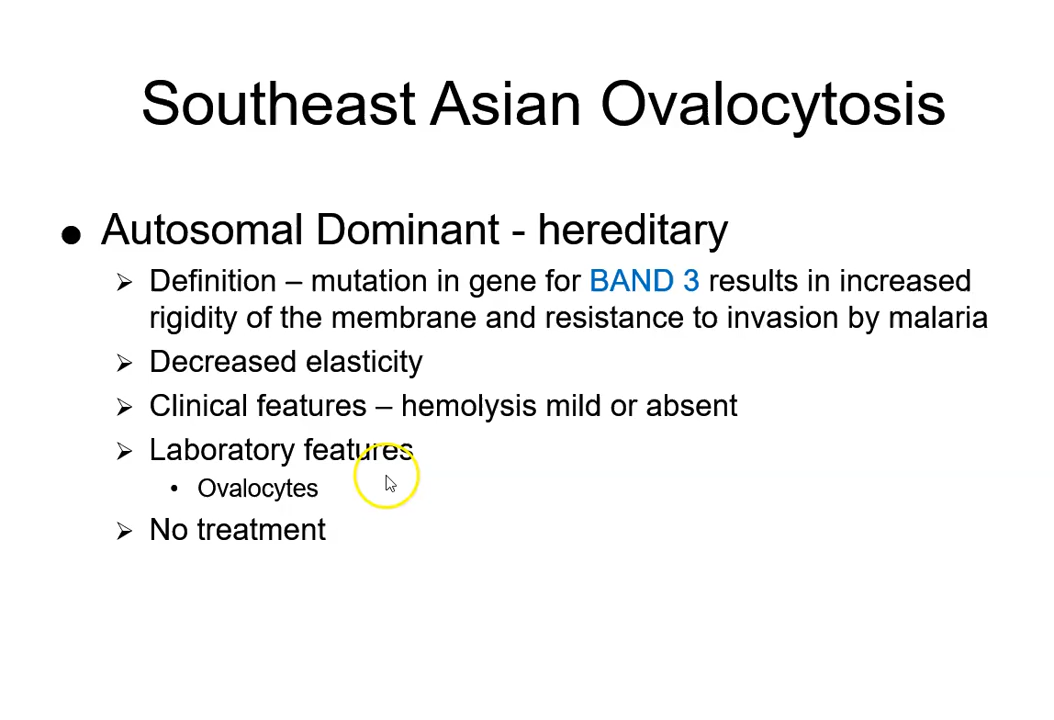 Southeast Asian Ovalocytosis
● Autosomal Dominant - hereditary
➢ Definition – mutation in gene for BAND 3 results in increased
rigidity of the membrane and resistance to invasion by malaria
➢ Decreased elasticity
➢ Clinical features – hemolysis mild or absent
➢ Laboratory features
• Ovalocytes
➢ No treatment